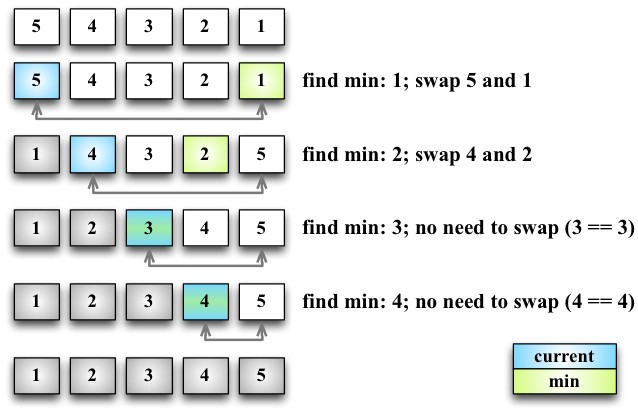 5 4 3 2 1
5 4 3 2 1 find min: 1; swap 5 and 1
1 4 3 2 5 find min: 2; swap 4 and 2
1 2 3 4 5 find min: 3; no need to swap (3 == 3)
1 2 3 4 5 find min: 4; no need to swap (4 == 4)
1 2 3 4 5
current
min